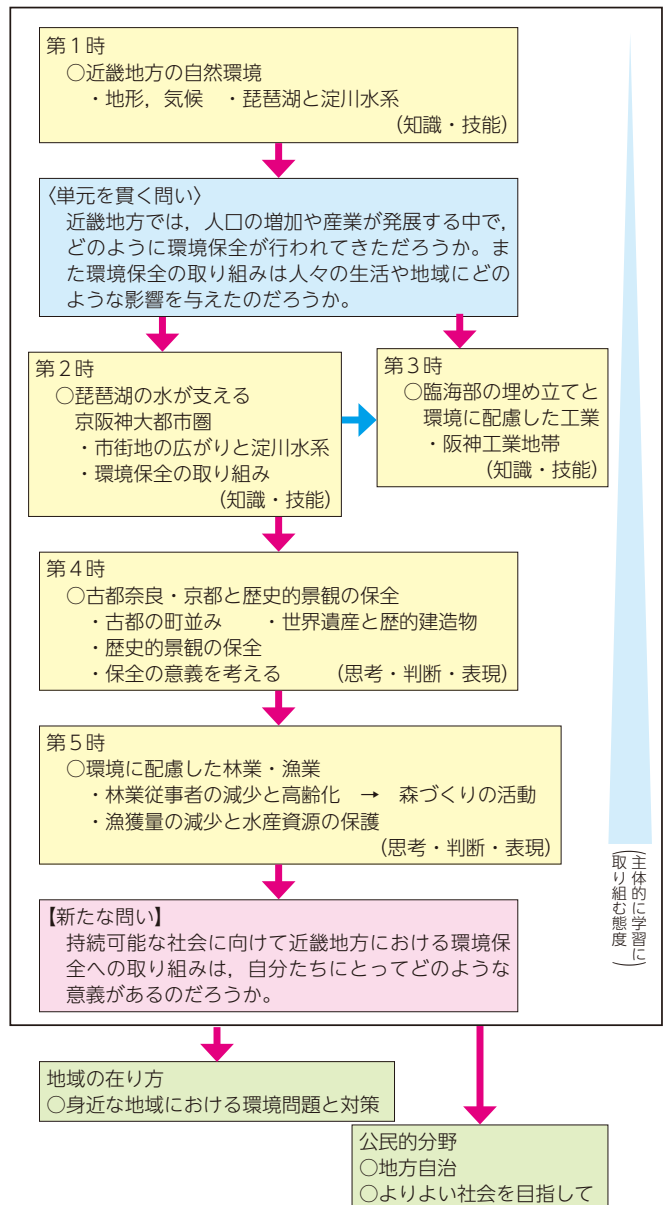 第1時
○近畿地方の自然環境
・地形，気候　・琵琶湖と淀川水系
(知識・技能)
〈単元を貫く問い〉
近畿地方では，人口の増加や産業が発展する中で，
どのように環境保全が行われてきただろうか。ま
た環境保全の取り組みは人々の生活や地域にどの
ような影響を与えたのだろうか。
第2時
○琵琶湖の水が支える
京阪神大都市圏
・市街地の広がりと淀川水系
・環境保全の取り組み
(知識・技能)
第3時
○臨海部の埋め立てと
環境に配慮した工業
・阪神工業地帯
(知識・技能)
第4時
○古都奈良・京都と歴史的景観の保全
・古都の町並み　・世界遺産と歴的建造物
・歴史的景観の保全
・保全の意義を考える　(思考・判断・表現)
第5時
○環境に配慮した林業・漁業
・林業従事者の減少と高齢化　→　森づくりの活動
・漁獲量の減少と水産資源の保護
(思考・判断・表現)
【新たな問い】
持続可能な社会に向けて近畿地方における環境保
全への取り組みは，自分たちにとってどのような
意義があるのだろうか。
(主体的に学習に
取り組む態度)
地域の在り方
○身近な地域における環境問題と対策
公民的分野
○地方自治
○よりよい社会を目指して